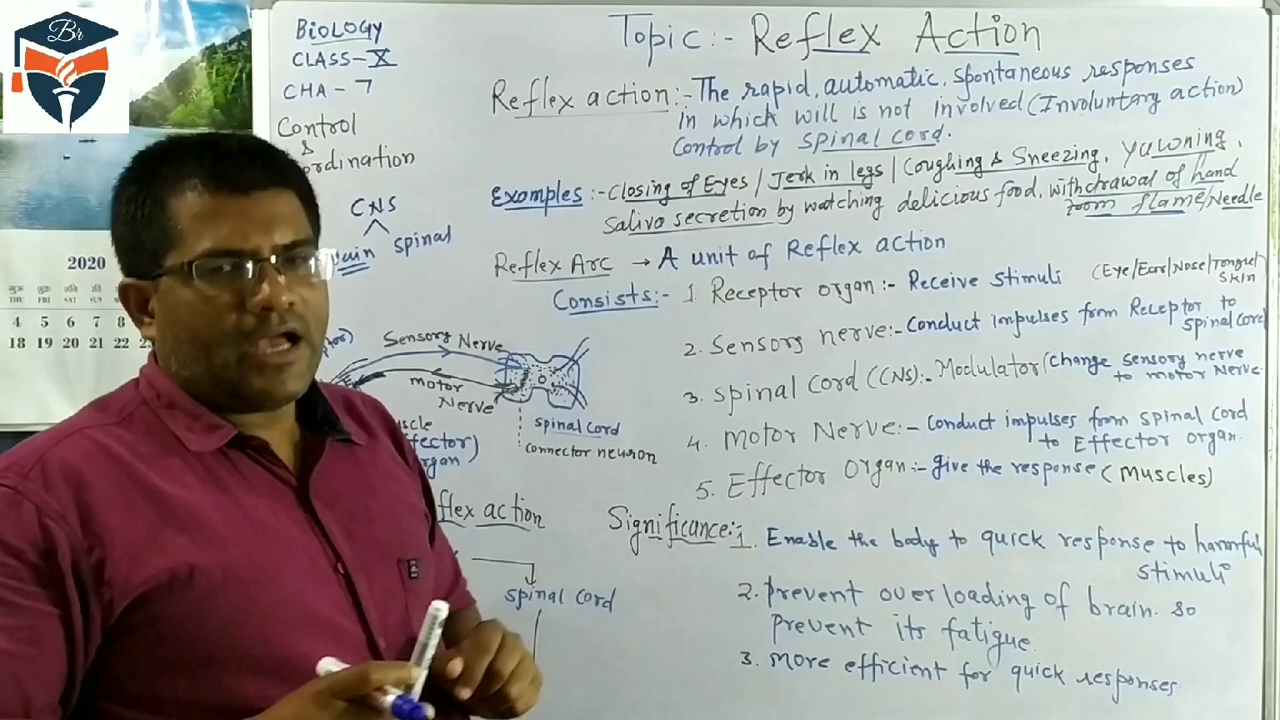 Br
BiOLOGY
CLASS-X
CHA - 7
Control
&
ordination
CNS
spinal
2020
THU FRI SAT SUN
4 5 6 7 8
18 19 20 21 22
Topic:- Reflex Action
Reflex action:- The rapid, automatic, spontaneous responses
in which will is not involved (Involuntary action)
control by spinal cord.
Examples:- Closing of Eyes / Jerk in legs / Coughing & Sneezing, Yawning,
Salivo secretion by watching delicious food, withdrawal of hand
from flame/Needle
Reflex Arc → A unit of Reflex action
Consists:- 1. Receptor organ:- Receive stimuli (Eye/Ears/Nose/Tongue/
SKIN
2. Sensory nerve:- Conduct impulses from Receptor to
spinal cord
3. spinal Cord (CNS):- Modulator (change sensory nerve
to motor Nerve
4. Motor Nerve:- Conduct impulses from spinal cord
to Effector organ.
5. Effector Organ:- give the response (Muscles)
Sensory Nerve
motor
Nerve
spinal cord
connector neuron
flex action
spinal cord
Significance:- 1. Enable the body to quick response to harmful
stimuli
2. prevent over loading of brain. so
prevent its fatigue.
3. more efficient for quick responses.